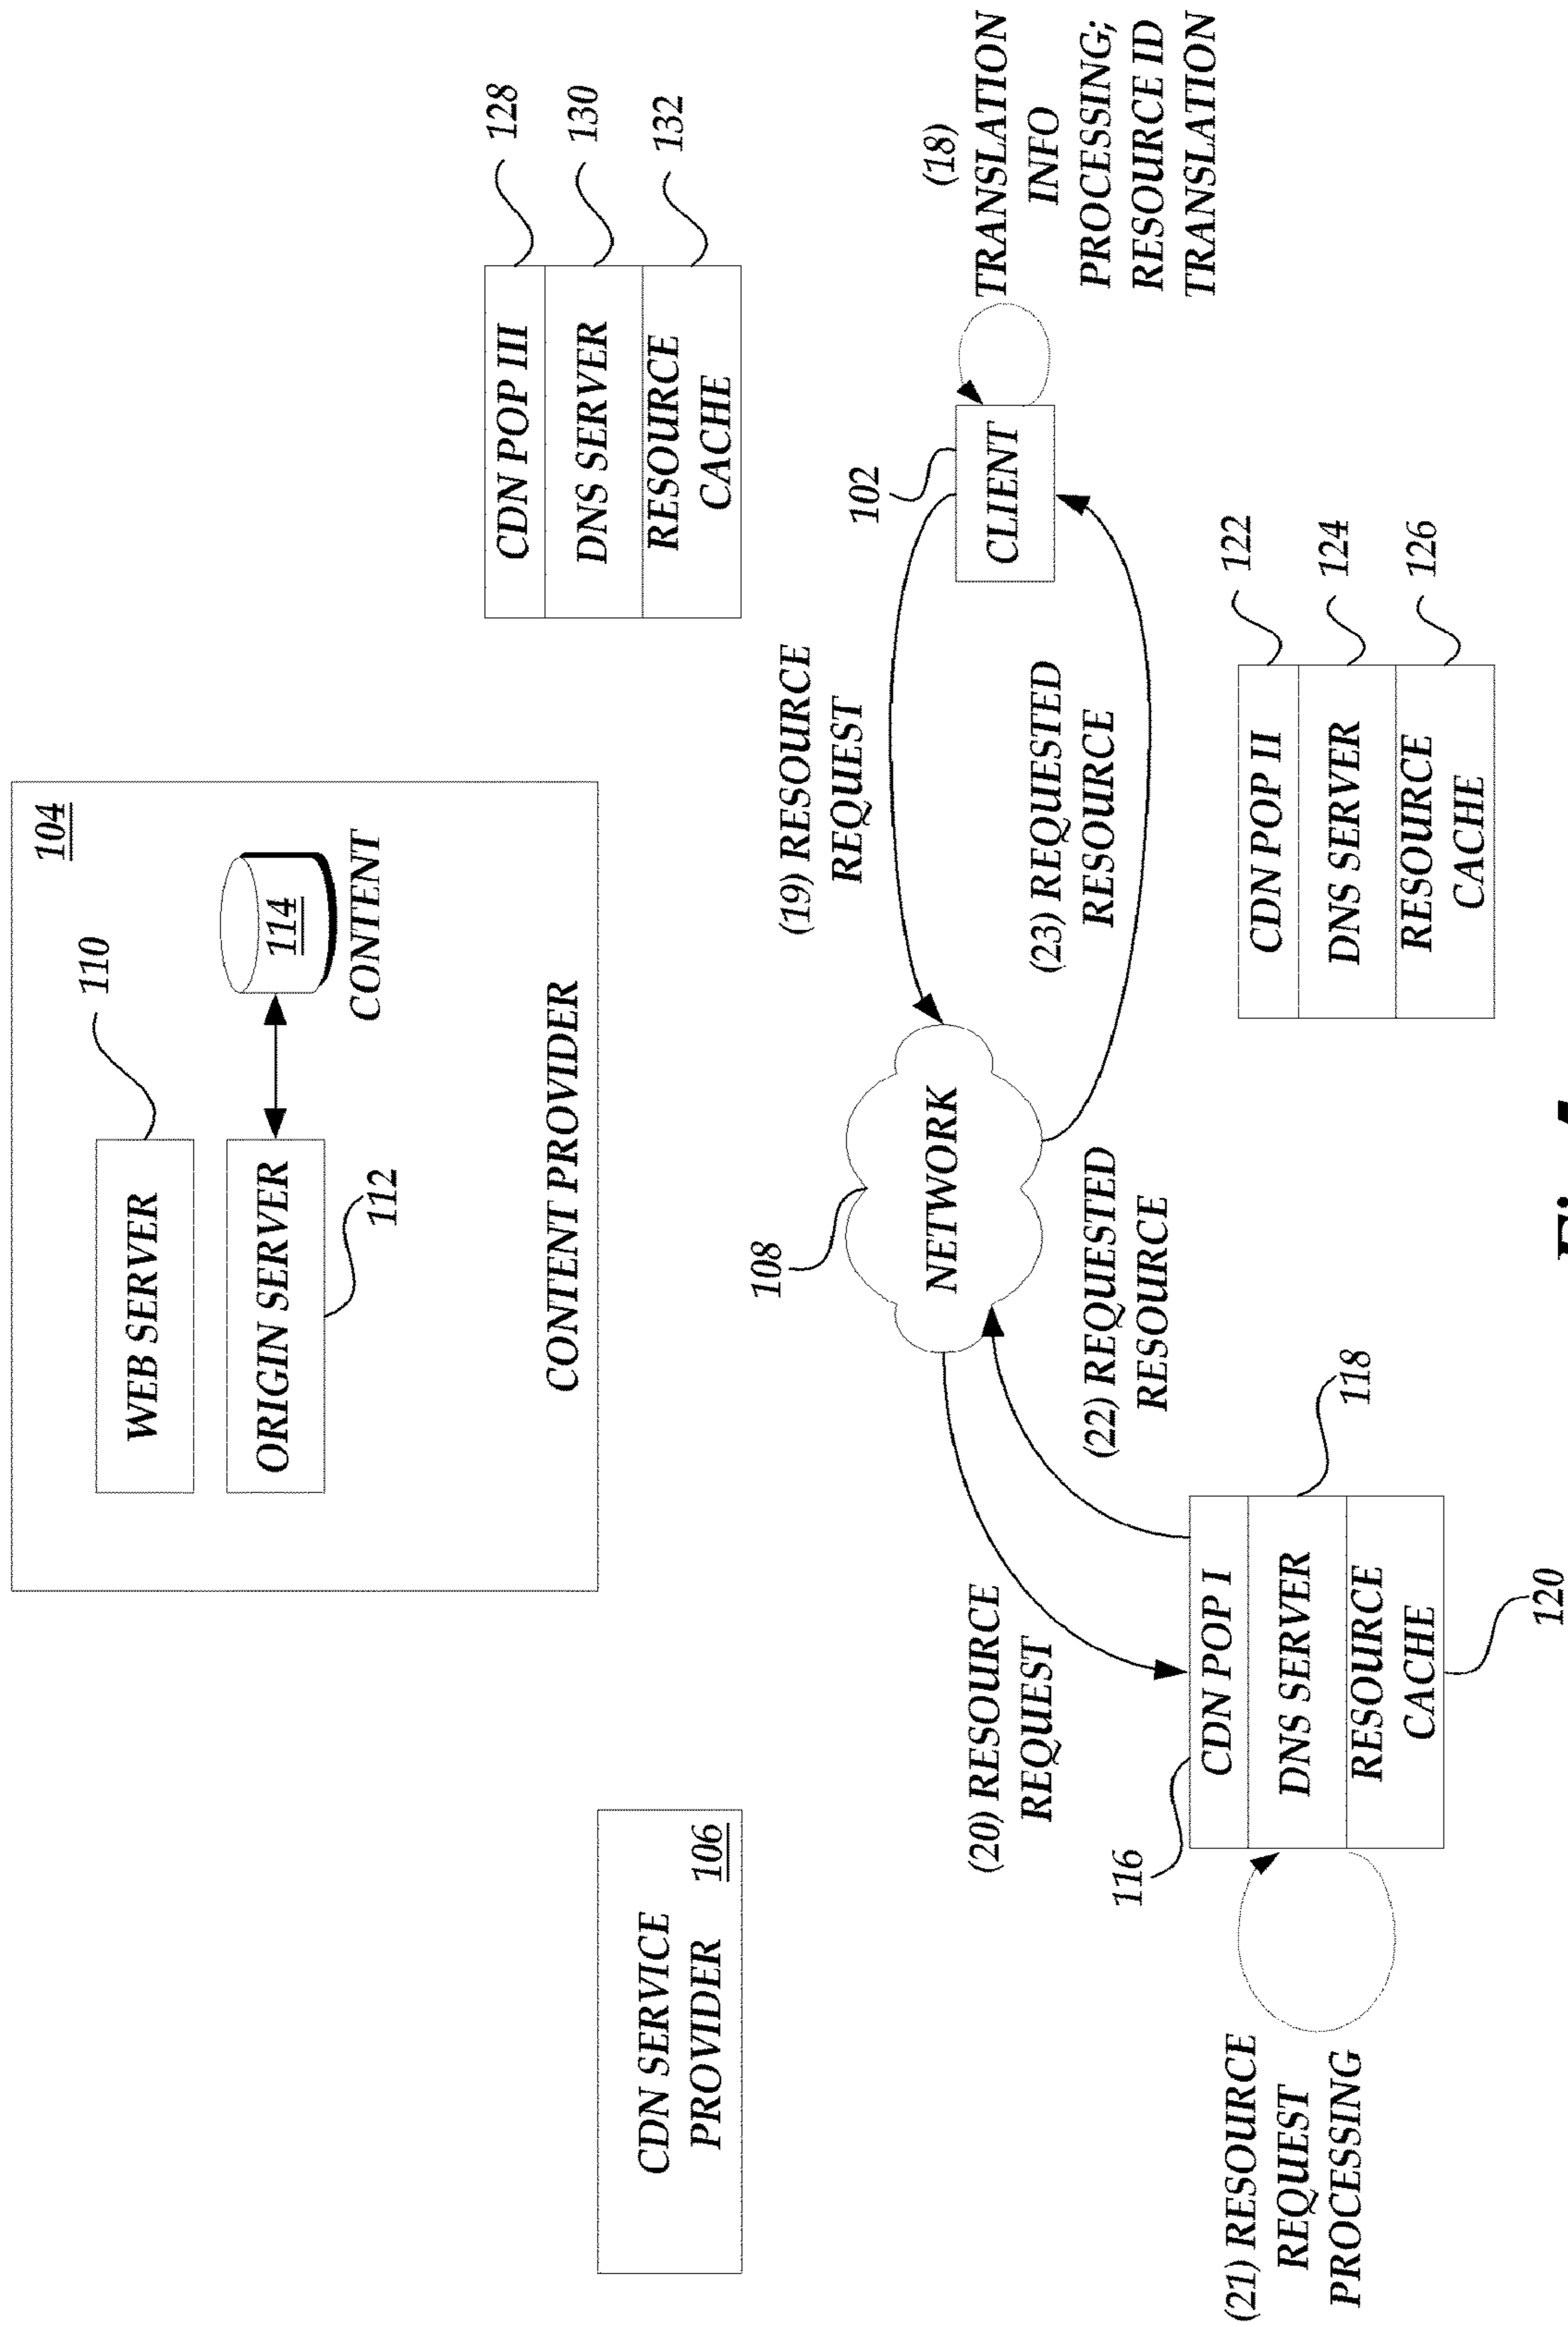 104
WEB SERVER
110
ORIGIN SERVER
112
114
CONTENT
CONTENT PROVIDER
CDN SERVICE
PROVIDER
106
CDN POP III
DNS SERVER
RESOURCE
CACHE
128
130
132
108
NETWORK
(19) RESOURCE
REQUEST
102
CLIENT
(18)
TRANSLATION
INFO
PROCESSING;
RESOURCE ID
TRANSLATION
(20) RESOURCE
REQUEST
(23) REQUESTED
RESOURCE
(22) REQUESTED
RESOURCE
116
CDN POP I
DNS SERVER
RESOURCE
CACHE
118
120
(21) RESOURCE
REQUEST
PROCESSING
CDN POP II
DNS SERVER
RESOURCE
CACHE
122
124
126